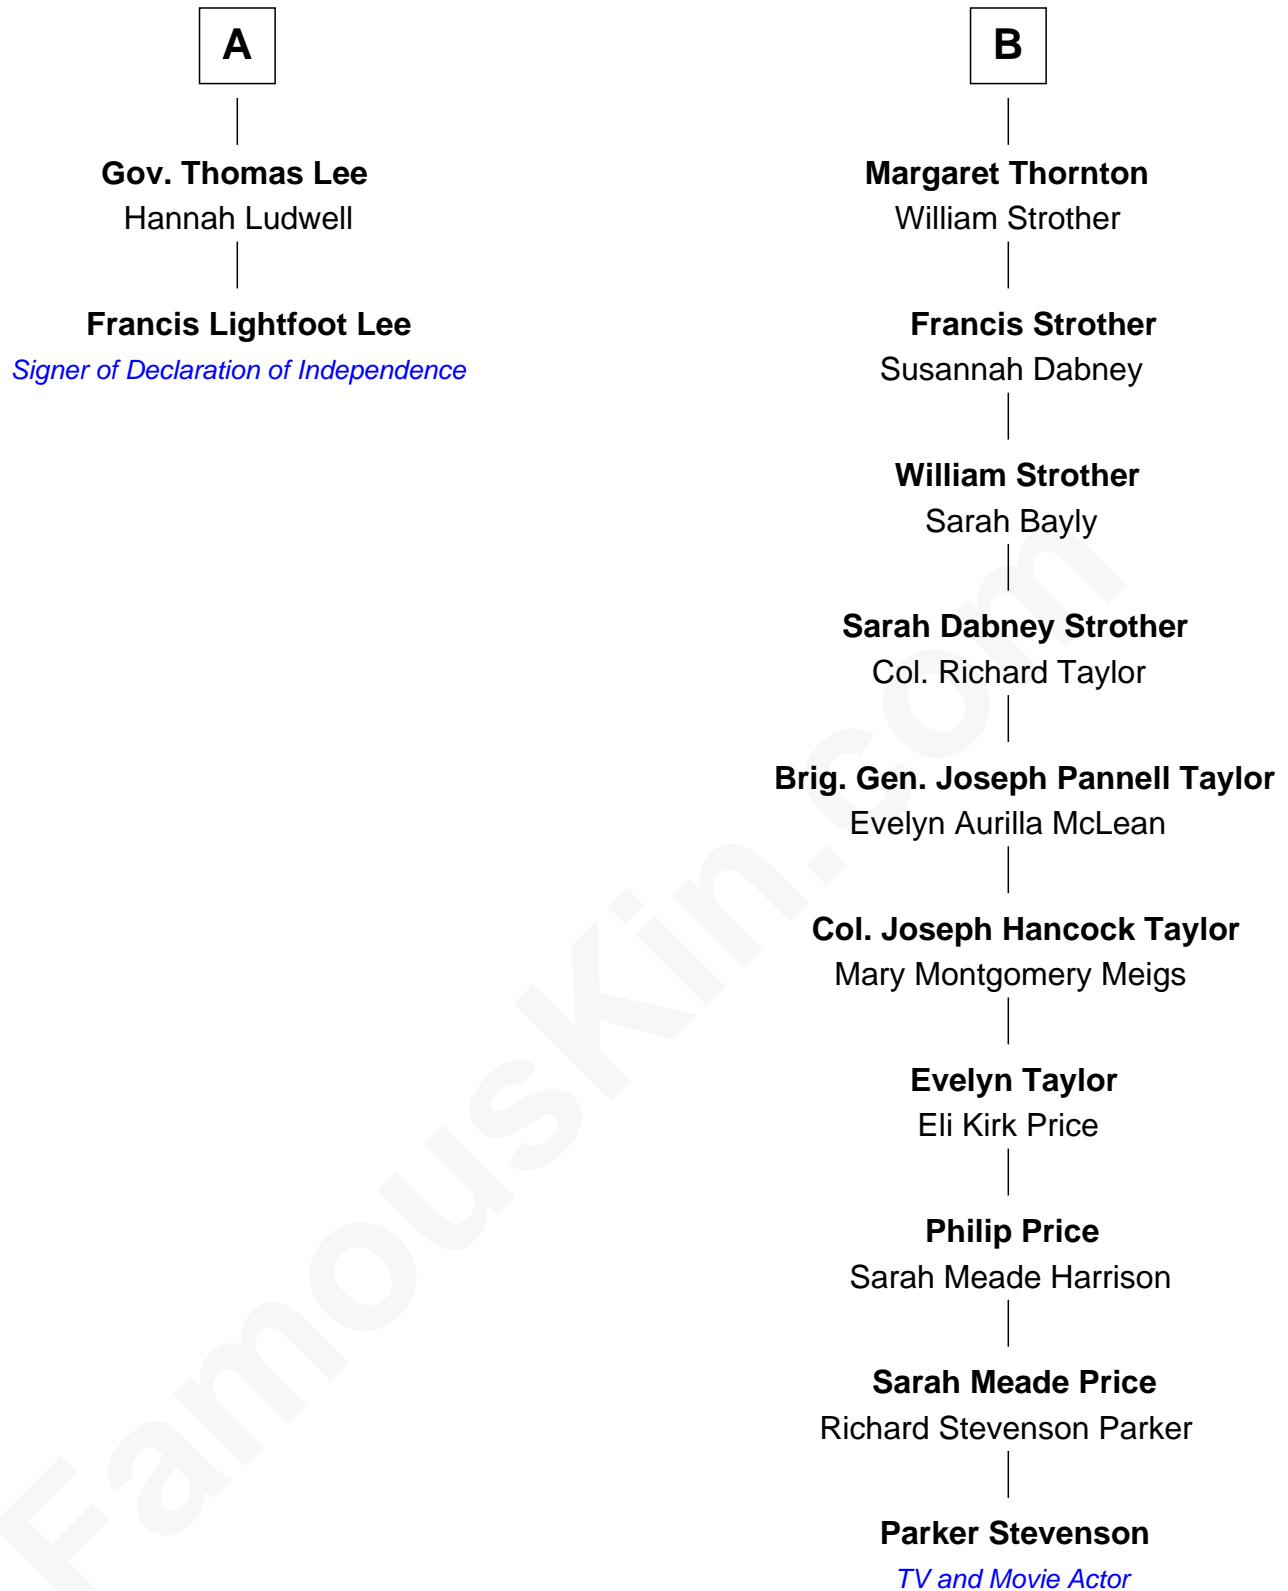 A
Gov. Thomas Lee
Hannah Ludwell
Francis Lightfoot Lee
Signer of Declaration of Independence
B
Margaret Thornton
William Strother
Francis Strother
Susannah Dabney
William Strother
Sarah Bayly
Sarah Dabney Strother
Col. Richard Taylor
Brig. Gen. Joseph Pannell Taylor
Evelyn Aurilla McLean
Col. Joseph Hancock Taylor
Mary Montgomery Meigs
Evelyn Taylor
Eli Kirk Price
Philip Price
Sarah Meade Harrison
Sarah Meade Price
Richard Stevenson Parker
Parker Stevenson
TV and Movie Actor
FamousKin.com